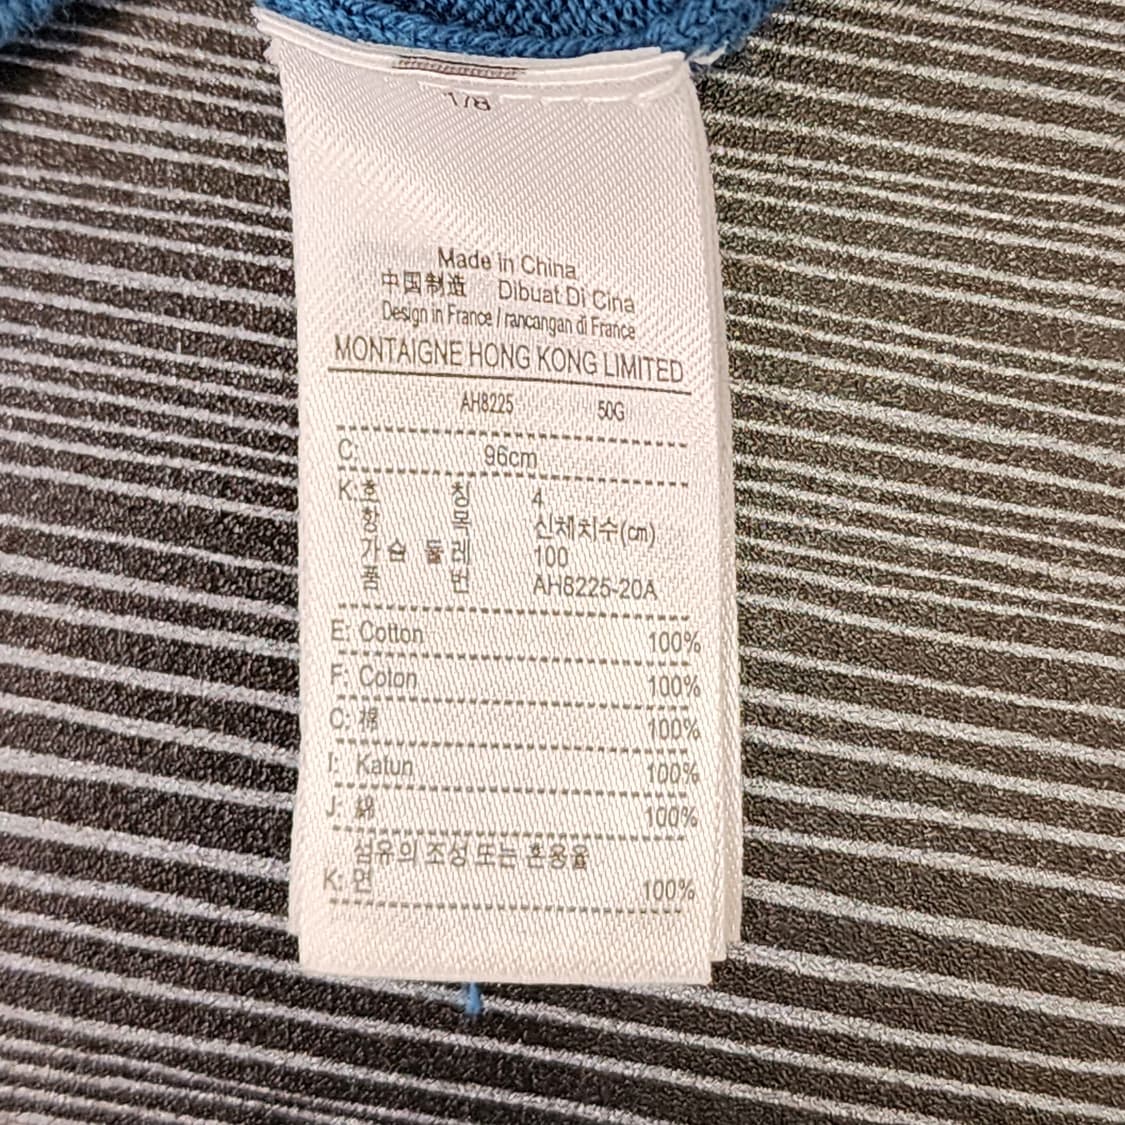 1/8
Made in China
中国制造 Dibuat Di Cina
Design in France / rancangan di France
MONTAIGNE HONG KONG LIMITED
AH8225 50G
C: 96cm
K: 호 칭 4
항 목 신체치수(㎝)
가 슴 둘 레 100
품 번 AH8225-20A
E: Cotton 100%
F: Coton 100%
C: 棉 100%
I: Katun 100%
J: 綿 100%
섬유의 조성 또는 혼용율
K: 면 100%